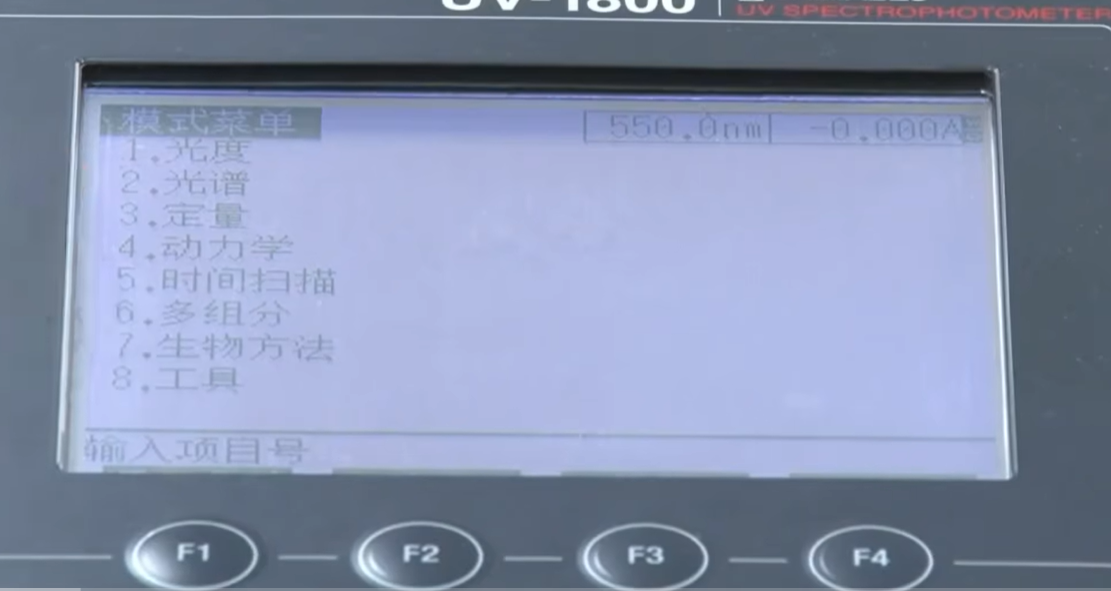 UV-1800
UV SPECTROPHOTOMETER
模式菜单 550.0nm -0.000A
1.光度
2.光谱
3.定量
4.动力学
5.时间扫描
6.多组分
7.生物方法
8.工具
输入项目号
F1 F2 F3 F4